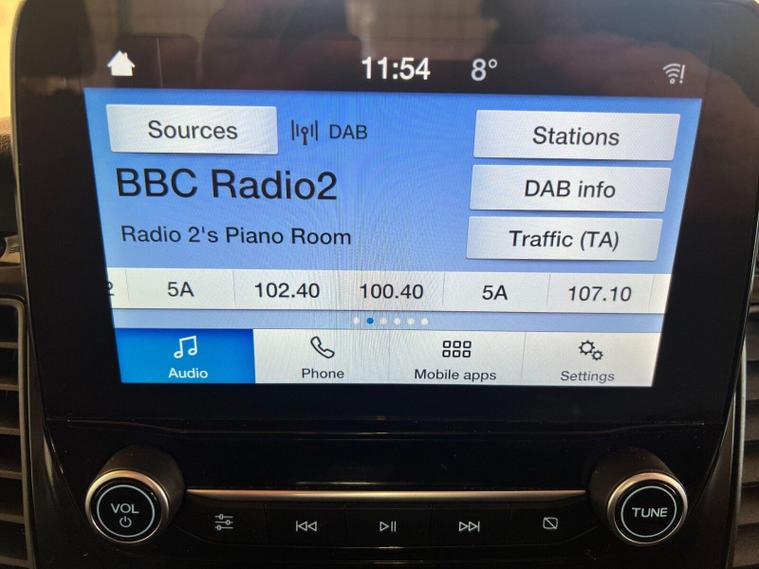 11:54 8°
Sources DAB Stations
BBC Radio2 DAB info
Radio 2's Piano Room Traffic (TA)
2 5A 102.40 100.40 5A 107.10
Audio Phone Mobile apps Settings
VOL TUNE